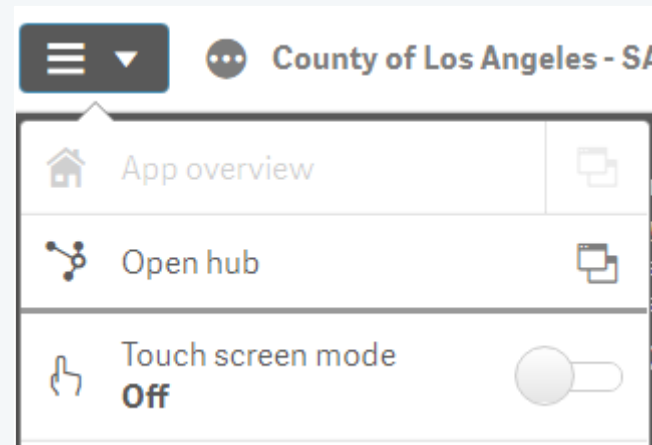 County of Los Angeles - SA
App overview
Open hub
Touch screen mode
Off